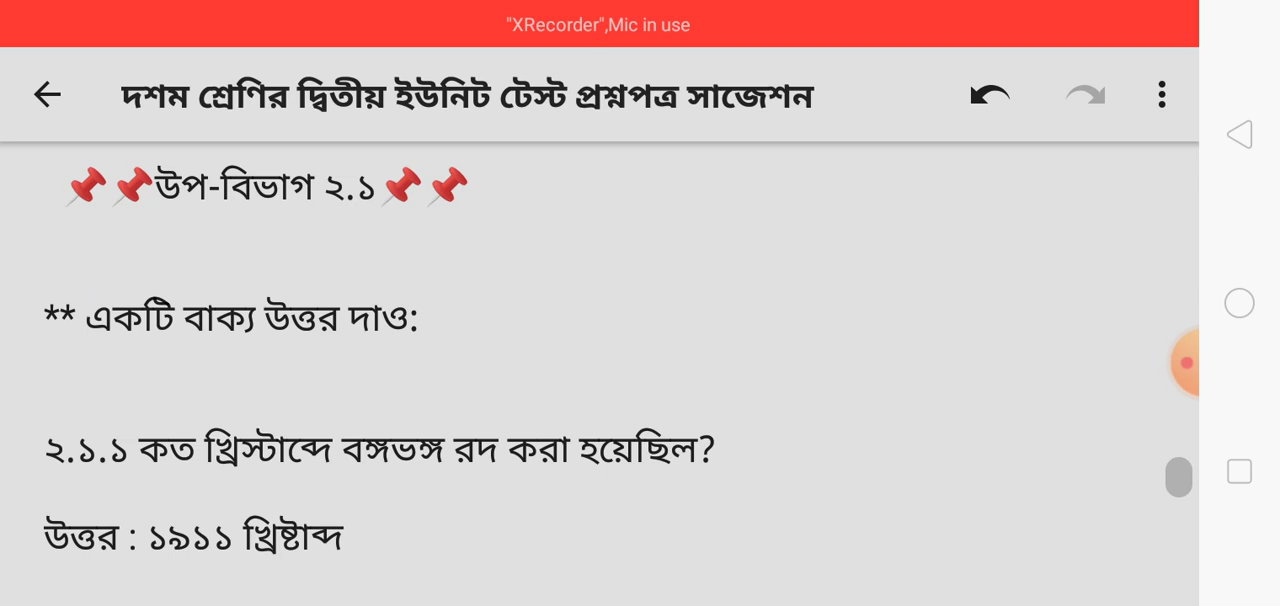 "XRecorder",Mic in use
দশম শ্রেণির দ্বিতীয় ইউনিট টেস্ট প্রশ্নপত্র সাজেশন
📌📌উপ-বিভাগ ২.১📌📌
** একটি বাক্য উত্তর দাও:
২.১.১ কত খ্রিস্টাব্দে বঙ্গভঙ্গ রদ করা হয়েছিল?
উত্তর : ১৯১১ খ্রিষ্টাব্দ